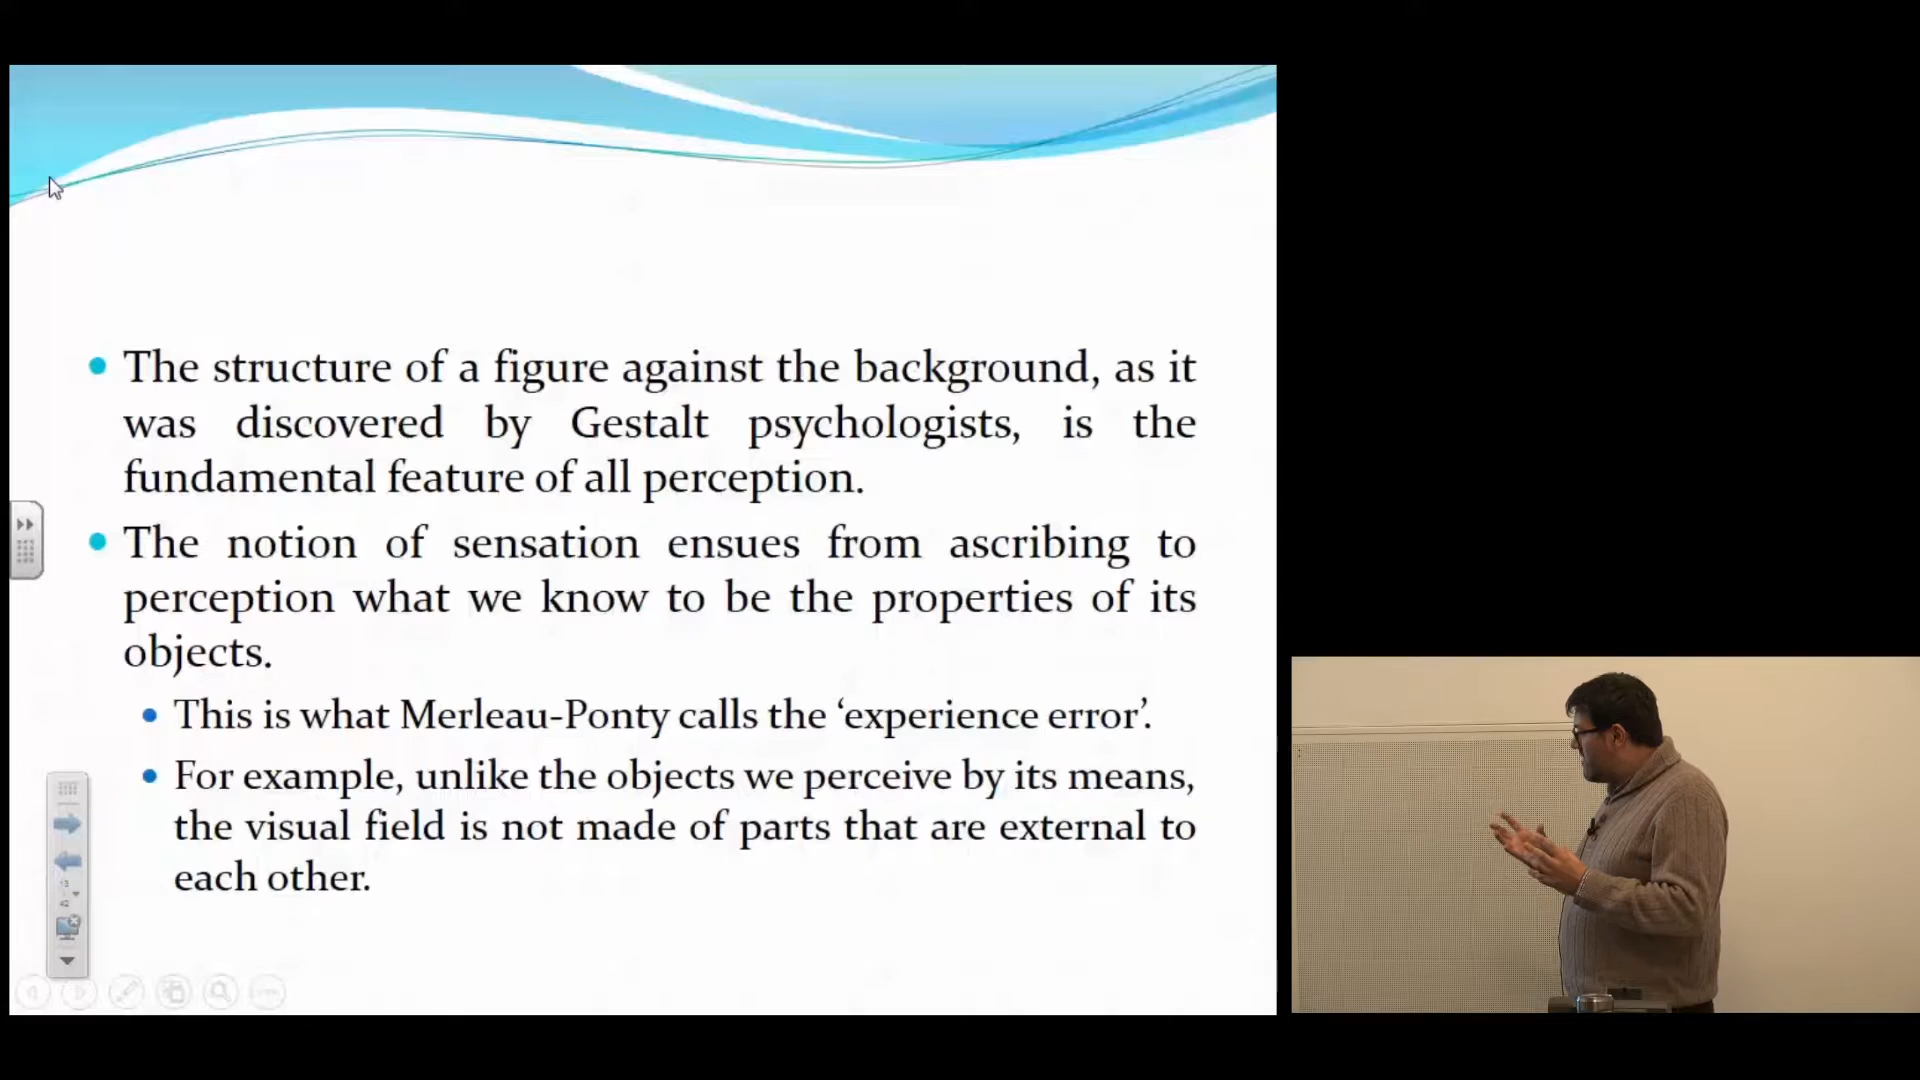 The structure of a figure against the background, as it
was discovered by Gestalt psychologists, is the
fundamental feature of all perception.
The notion of sensation ensues from ascribing to
perception what we know to be the properties of its
objects.
This is what Merleau-Ponty calls the ‘experience error’.
For example, unlike the objects we perceive by its means,
the visual field is not made of parts that are external to
each other.
13
42